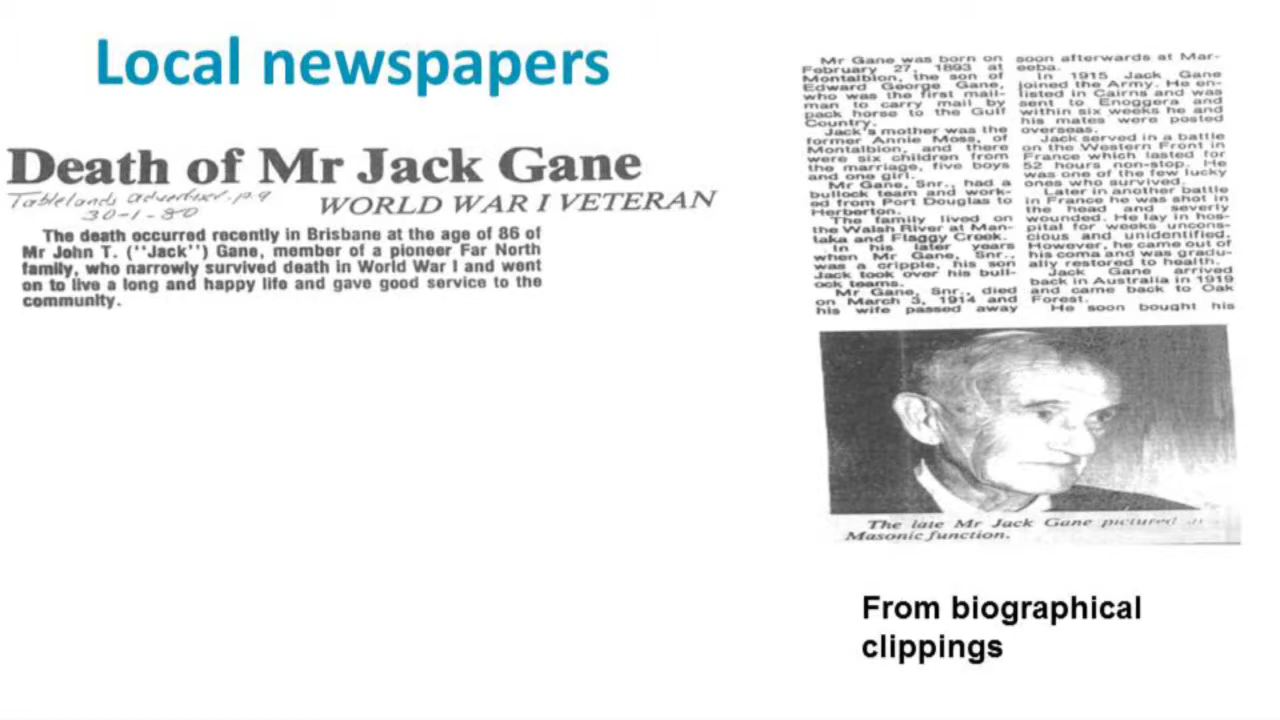 Local newspapers
Death of Mr Jack Gane
Tablelands Advertiser p.9
30-1-80
WORLD WAR I VETERAN
The death occurred recently in Brisbane at the age of 86 of
Mr John T. ("Jack") Gane, member of a pioneer Far North
family, who narrowly survived death in World War I and went
on to live a long and happy life and gave good service to the
community.
Mr Gane was born on
February 27, 1893 at
Montalbion, the son of
Edward George Gane,
who was the first mail-
man to carry mail by
pack horse to the Gulf
Country.
Jack's mother was the
former Annie Moss, of
Montalbion, and there
were six children from
the marriage, five boys
and one girl.
Mr Gane, Snr., had a
bullock team and work-
ed from Port Douglas to
Herberton.
The family lived on
the Walsh River at Man-
taka and Flaggy Creek.
In his later years
when Mr Gane, Snr.,
was a cripple, his son
Jack took over his bull-
ock teams.
Mr Gane, Snr., died
on March 3, 1914 and
his wife passed away
soon afterwards at Mar-
eeba.
In 1915 Jack Gane
joined the Army. He en-
listed in Cairns and was
sent to Enoggera and
within six weeks he and
his mates were posted
overseas.
Jack served in a battle
on the Western Front in
France which lasted for
52 hours non-stop. He
was one of the few lucky
ones who survived.
Later in another battle
in France he was shot in
the head and severly
wounded. He lay in hos-
pital for weeks uncons-
cious and unidentified.
However, he came out of
his coma and was gradu-
ally restored to health.
Jack Gane arrived
back in Australia in 1919
and came back to Oak
Forest.
He soon bought his
The late Mr Jack Gane pictured
Masonic function.
From biographical
clippings